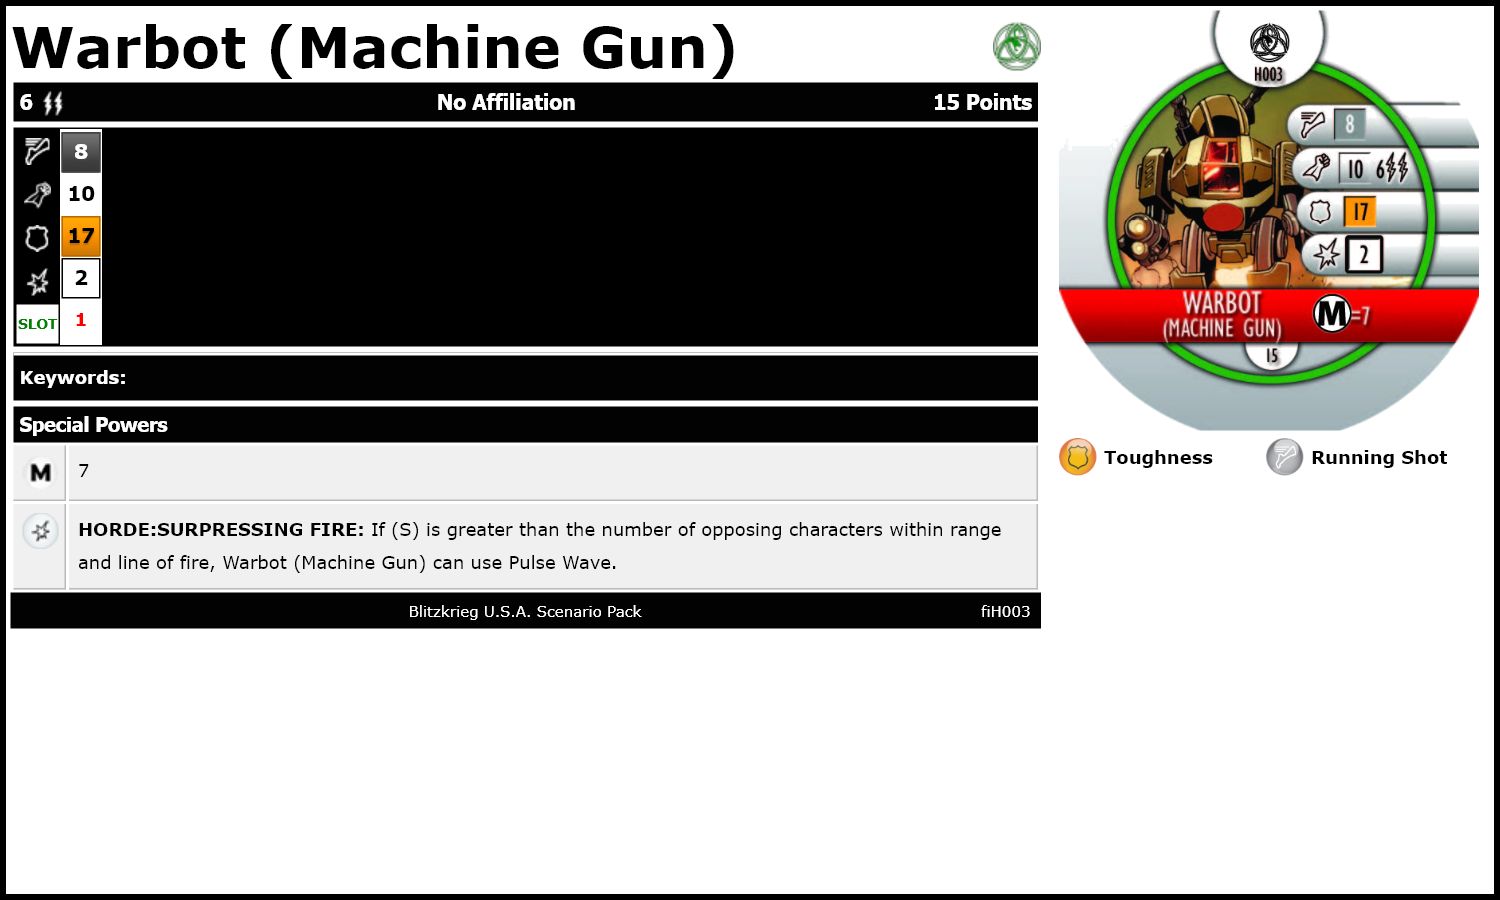 Warbot (Machine Gun)
6 No Affiliation 15 Points
8
10
17
2
SLOT 1
Keywords:
Special Powers
M 7
HORDE:SURPRESSING FIRE: If (S) is greater than the number of opposing characters within range
and line of fire, Warbot (Machine Gun) can use Pulse Wave.
Blitzkrieg U.S.A. Scenario Pack fiH003
H003
8
10 6
17
2
WARBOT
(MACHINE GUN)
M=7
15
Toughness Running Shot